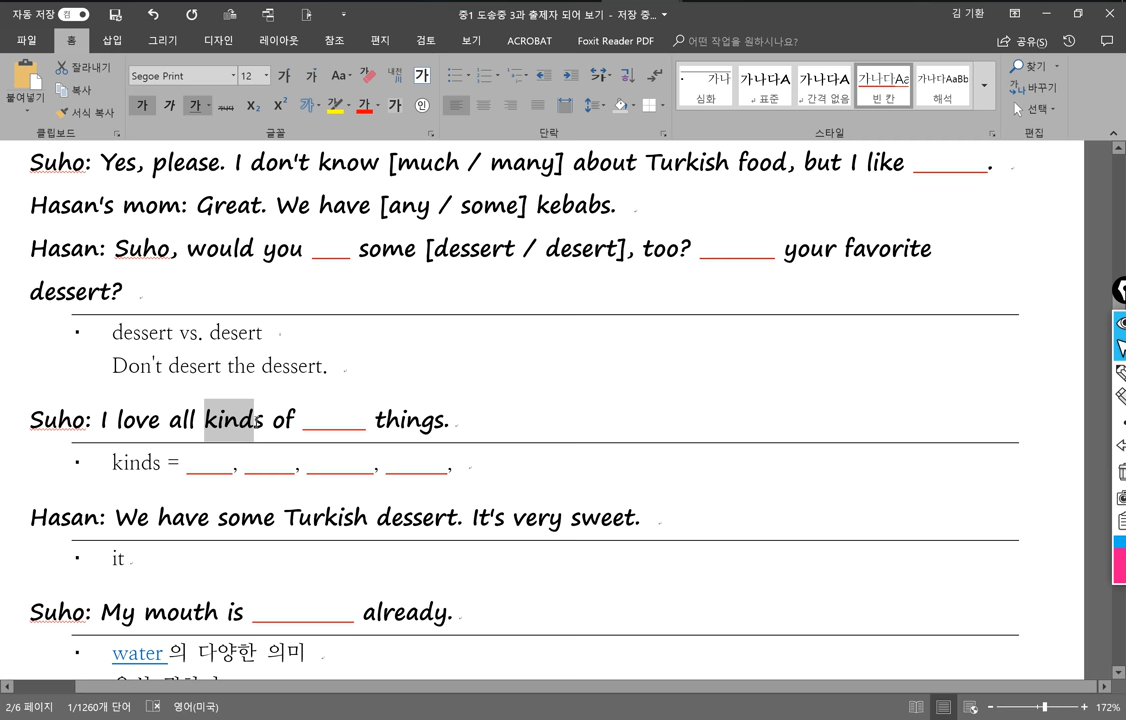 자동 저장 켬 중1 도송중 3과 출제자 되어 보기 - 저장 중... 김 기환
파일 홈 삽입 그리기 디자인 레이아웃 참조 편지 검토 보기 ACROBAT Foxit Reader PDF 어떤 작업을 원하시나요? 공유(S)
붙여넣기 잘라내기 복사 서식 복사
Segoe Print 12
가나 심화 가나다A 표준 가나다A 간격 없음 가나다Aa 빈 칸 가나다AaBb 해석
찾기 바꾸기 선택
클립보드 글꼴 단락 스타일 편집
Suho: Yes, please. I don't know [much / many] about Turkish food, but I like ______.
Hasan's mom: Great. We have [any / some] kebabs.
Hasan: Suho, would you ___ some [dessert / desert], too? ______ your favorite
dessert?
· dessert vs. desert
Don't desert the dessert.
Suho: I love all kinds of _____ things.
· kinds = ____, ____, _____, _____,
Hasan: We have some Turkish dessert. It's very sweet.
· it
Suho: My mouth is ________ already.
· water 의 다양한 의미
2/6 페이지 1/1260개 단어 영어(미국) 172%